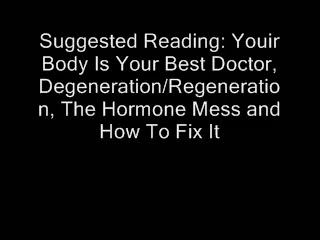 Suggested Reading: Youir
Body Is Your Best Doctor,
Degeneration/Regeneratio
n, The Hormone Mess and
How To Fix It